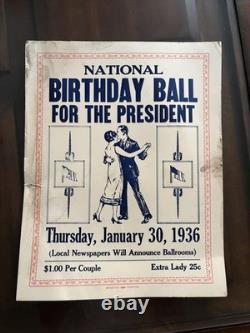 NATIONAL
BIRTHDAY BALL
FOR THE PRESIDENT
Thursday, January 30, 1936
(Local Newspapers Will Announce Ballrooms)
$1.00 Per Couple Extra Lady 25c